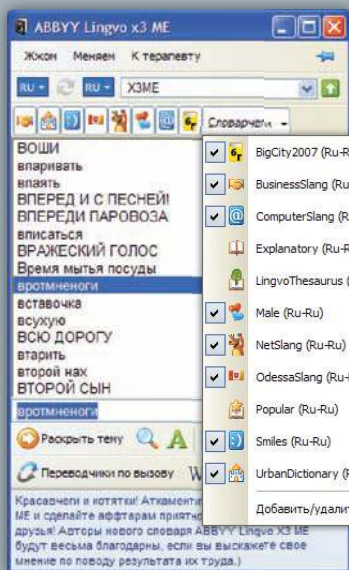 ABBYY Lingvo x3 ME
Жжкон Меняем К терапевту
RU RU ХЗМЕ
Словарчеги
ВОШИ
впаривать
впаять
ВПЕРЕД И С ПЕСНЕЙ!
ВПЕРЕДИ ПАРОВОЗА
вписаться
ВРАЖЕСКИЙ ГОЛОС
Время мытья посуды
вротмненоги
вставочка
всухую
ВСЮ ДОРОГУ
втарить
второй нах
ВТОРОЙ СЫН
вротмненоги
Раскрыть тему
Переводчики по вызову W
Красавчеги и котятки! Аткаменти
ME и сделайте аффтарам приятно
друзья! Авторы нового словаря ABBYY Lingvo X3 ME
будут весьма благодарны, если вы выскажете свое
мнение по поводу результата их труда.)
BigCity2007 (Ru-R
BusinessSlang (Ru
ComputerSlang (R
Explanatory (Ru-R
LingvoThesaurus (
Male (Ru-Ru)
NetSlang (Ru-Ru)
OdessaSlang (Ru-
Popular (Ru-Ru)
Smiles (Ru-Ru)
UrbanDictionary (R
Добавить/удалит